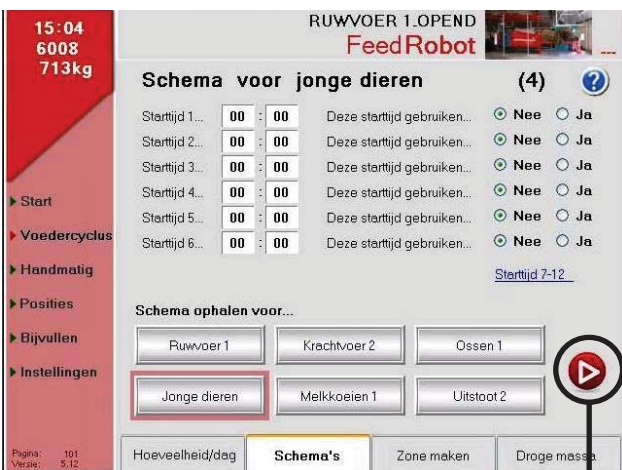 15:04
6008
713kg
RUWVOER 1.OPEND
FeedRobot
...
Schema voor jonge dieren (4) ?
Starttijd 1... 00 : 00 Deze starttijd gebruiken... Nee Ja
Starttijd 2... 00 : 00 Deze starttijd gebruiken... Nee Ja
Starttijd 3... 00 : 00 Deze starttijd gebruiken... Nee Ja
Starttijd 4... 00 : 00 Deze starttijd gebruiken... Nee Ja
Starttijd 5... 00 : 00 Deze starttijd gebruiken... Nee Ja
Starttijd 6... 00 : 00 Deze starttijd gebruiken... Nee Ja
Starttijd 7-12
Start
Voedercyclus
Handmatig
Posities
Bijvullen
Instellingen
Schema ophalen voor...
Ruwvoer 1 Krachtvoer 2 Ossen 1
Jonge dieren Melkkoeien 1 Uitstoot 2
Pagina: 101
Versie: 5.12
Hoeveelheid/dag Schema's Zone maken Droge massa